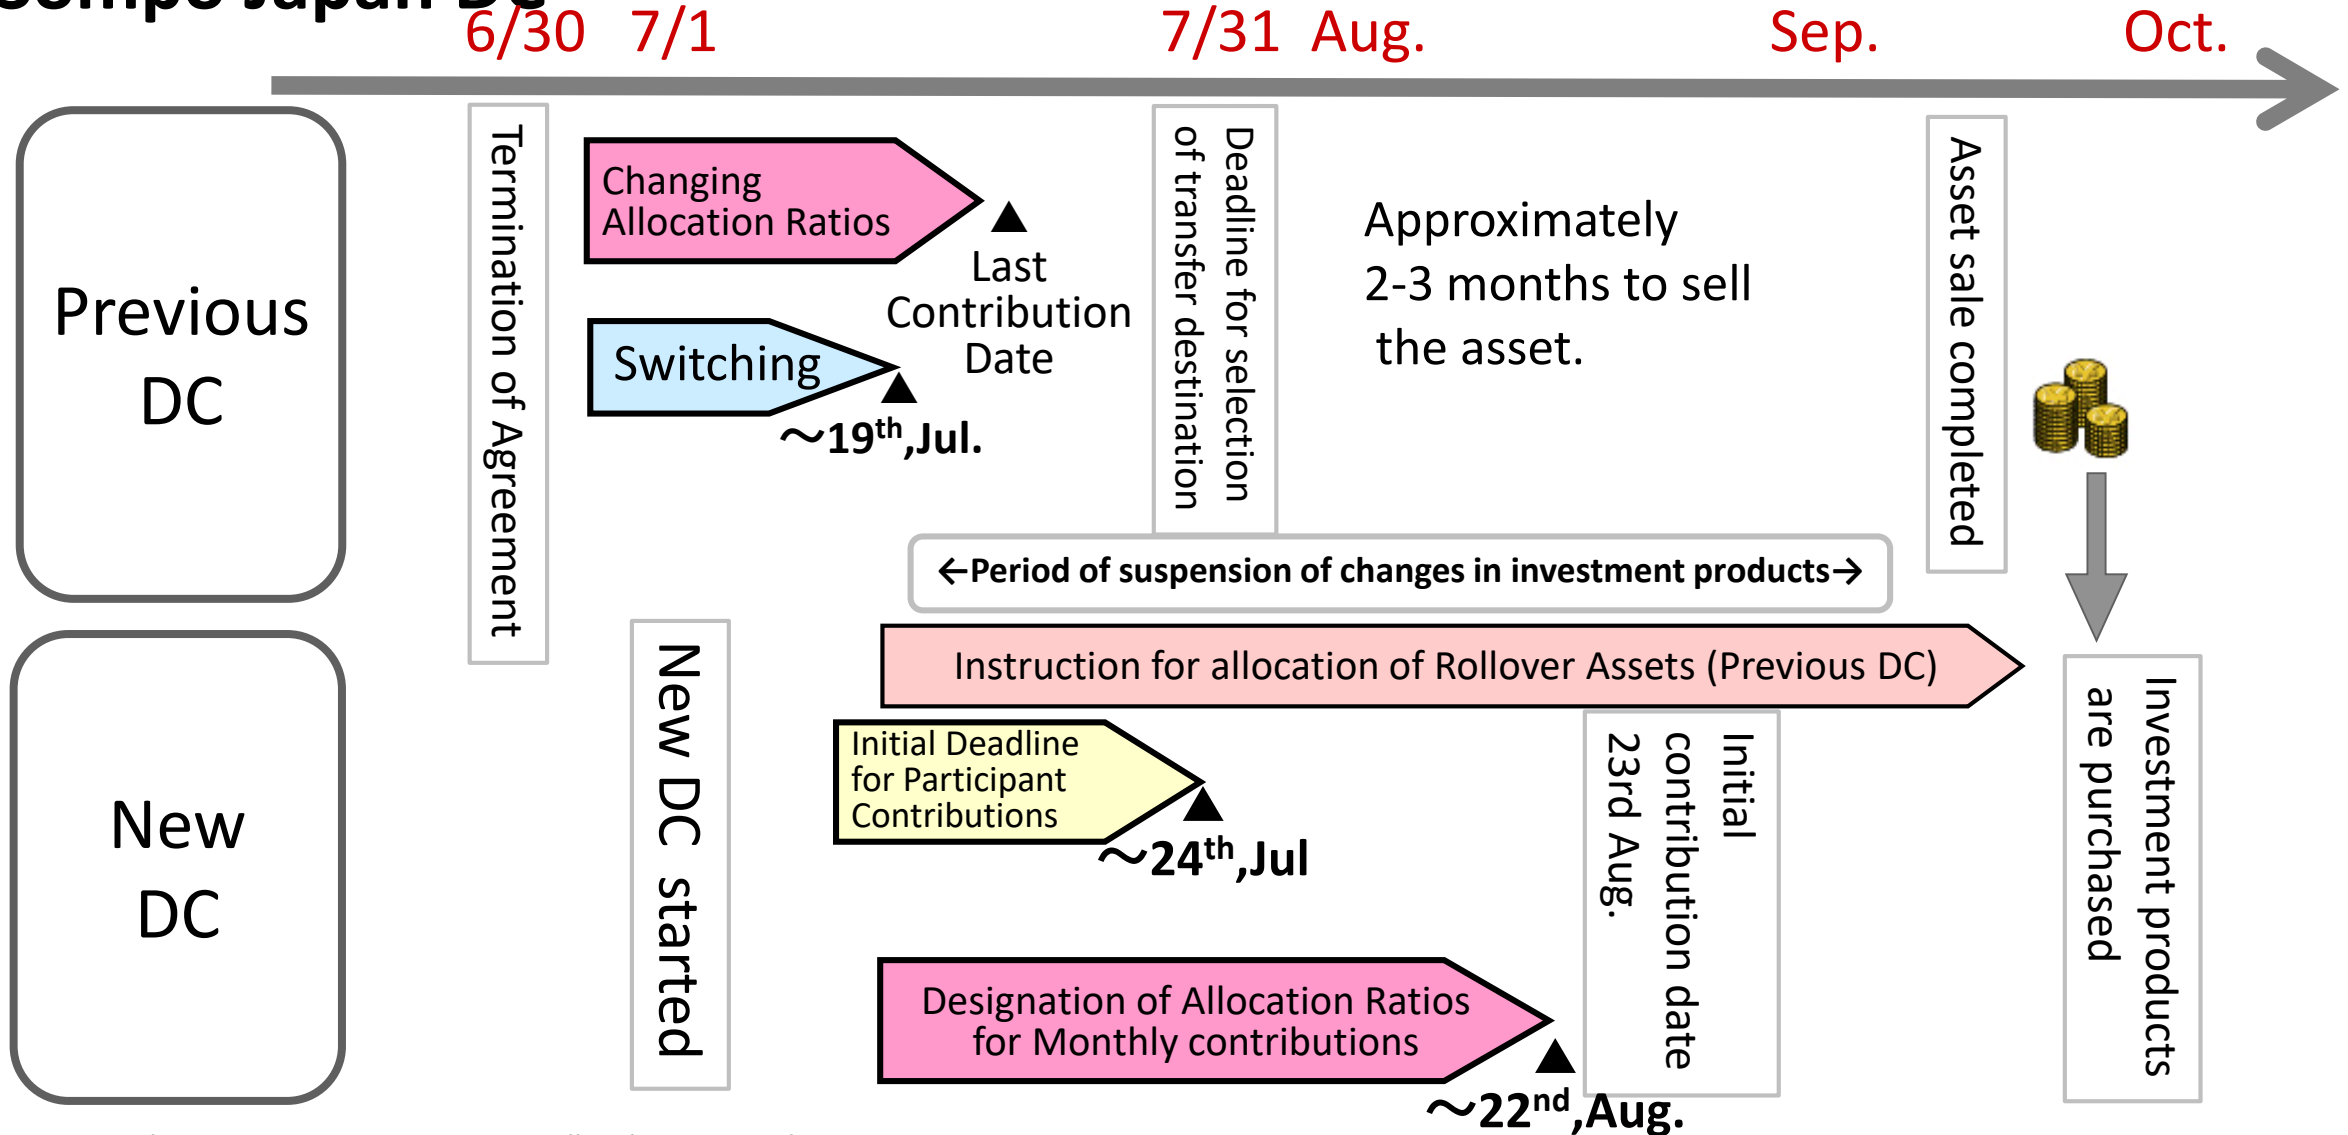 Sompo Japan DC
6/30
7/1
7/31
Aug.
Sep.
Oct.
Previous
DC
Termination of Agreement
Changing
Allocation Ratios
Last
Contribution
Date
Switching
～19th,Jul.
Deadline for selection
of transfer destination
Approximately
2-3 months to sell
the asset.
Asset sale completed
←Period of suspension of changes in investment products→
New
DC
New DC started
Instruction for allocation of Rollover Assets (Previous DC)
Initial Deadline
for Participant
Contributions
～24th,Jul
Initial
contribution date
23rd Aug.
Designation of Allocation Ratios
for Monthly contributions
～22nd,Aug.
Investment products
are purchased